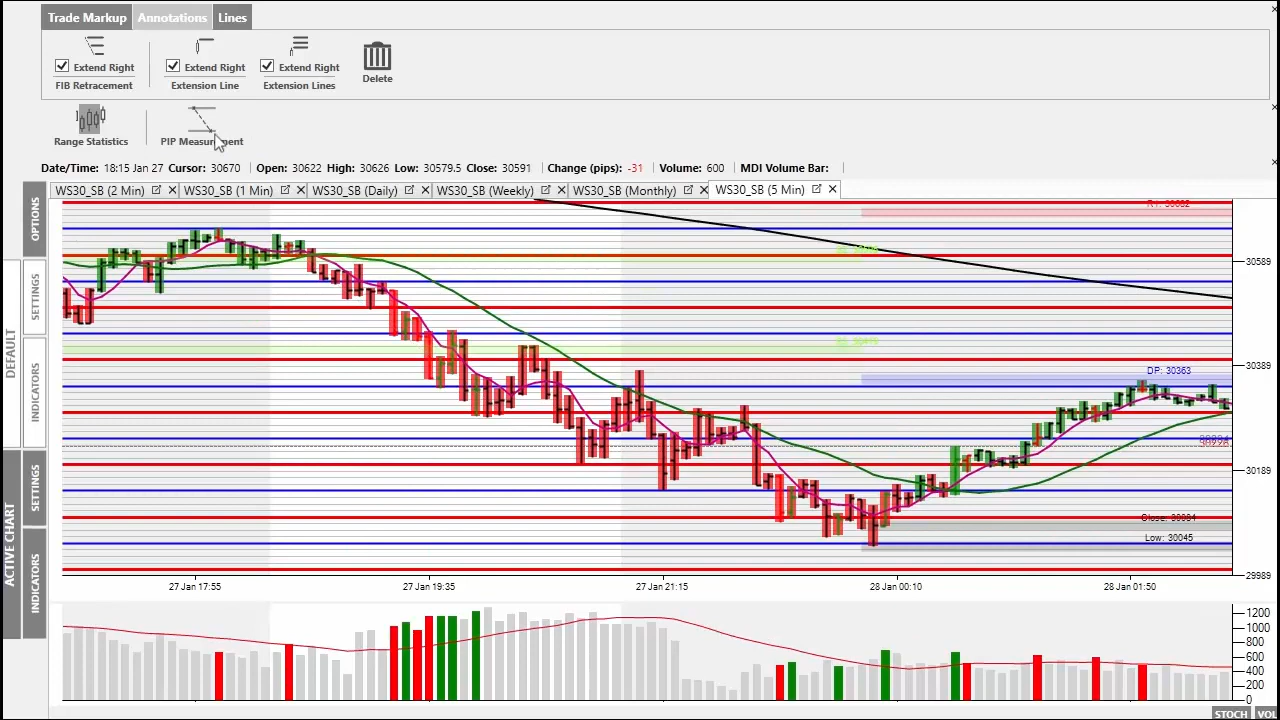 Trade Markup Annotations Lines
Extend Right Extend Right Extend Right
FIB Retracement Extension Line Extension Lines Delete
Range Statistics PIP Measurement
Date/Time: 18:15 Jan 27 Cursor: 30670 Open: 30622 High: 30626 Low: 30579.5 Close: 30591 Change (pips): -31 Volume: 600 MDI Volume Bar:
WS30_SB (2 Min) WS30_SB (1 Min) WS30_SB (Daily) WS30_SB (Weekly) WS30_SB (Monthly) WS30_SB (5 Min)
OPTIONS
SETTINGS
DEFAULT
INDICATORS
SETTINGS
ACTIVE CHART
INDICATORS
30589
30389
DP: 30363
30189
Low: 30045
29989
27 Jan 17:55 27 Jan 19:35 27 Jan 21:15 28 Jan 00:10 28 Jan 01:50
1200
1000
800
600
400
200
0
STOCH VOL